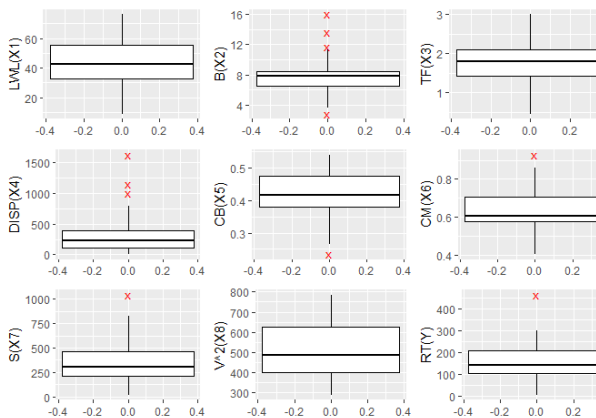 LWL(X1)
60
40
20
-0.4 -0.2 0.0 0.2 0.4
B(X2)
16
12
8
4
x
x
x
x
-0.4 -0.2 0.0 0.2 0.4
TF(X3)
3
2
1
-0.4 -0.2 0.0 0.2
DISP(X4)
1500
1000
500
0
x
x
x
-0.4 -0.2 0.0 0.2 0.4
CB(X5)
0.5
0.4
0.3
x
-0.4 -0.2 0.0 0.2 0.4
CM(X6)
0.8
0.6
0.4
x
-0.4 -0.2 0.0 0.2
S(X7)
1000
750
500
250
0
x
-0.4 -0.2 0.0 0.2 0.4
V^2(X8)
800
700
600
500
400
300
-0.4 -0.2 0.0 0.2 0.4
RT(Y)
400
300
200
100
0
x
-0.4 -0.2 0.0 0.2